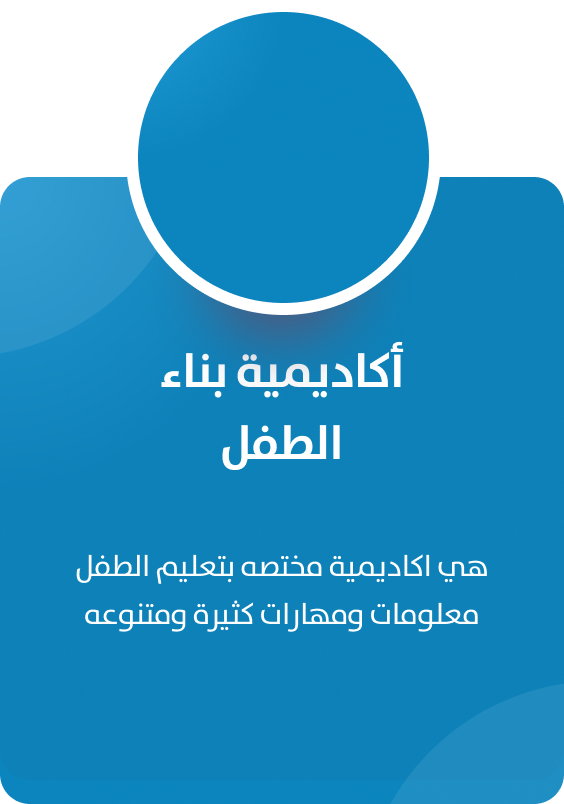 أكاديمية بناء
الطفل
هي اكاديمية مختصه بتعليم الطفل
معلومات ومهارات كثيرة ومتنوعه